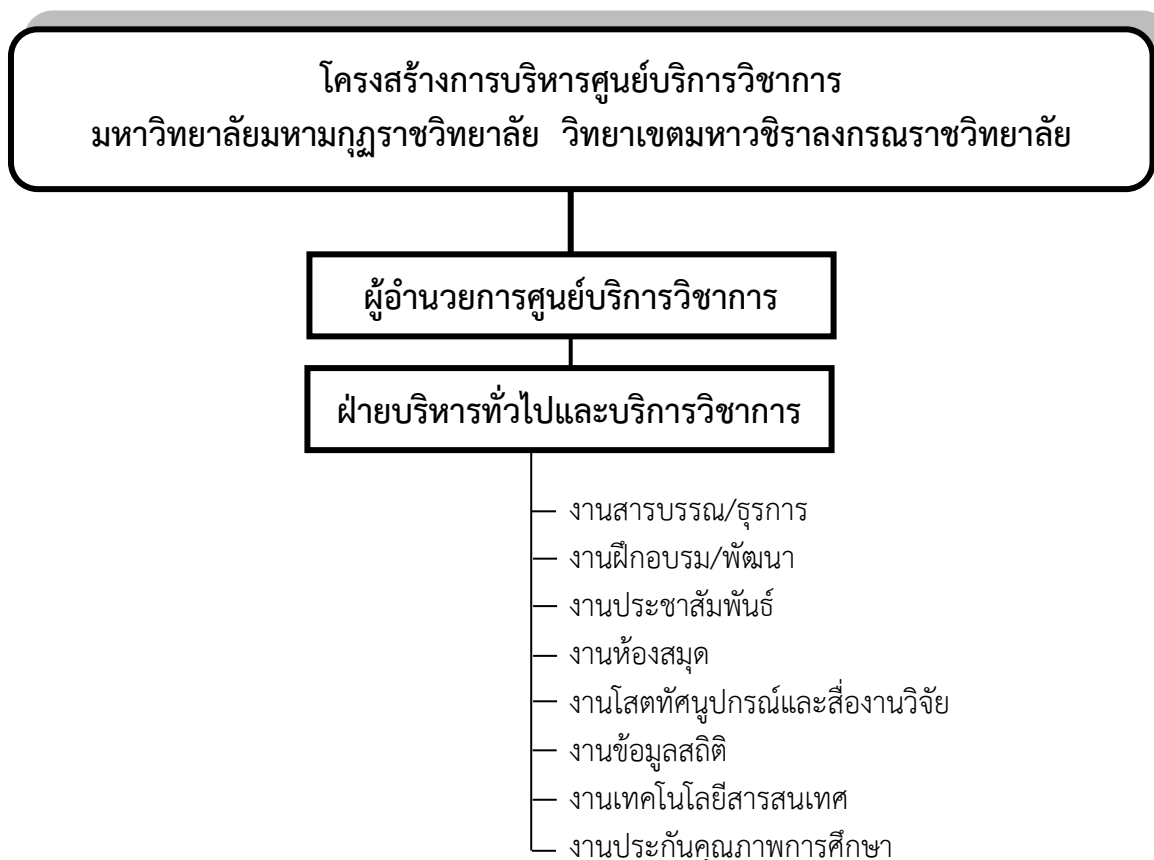 โครงสร้างการบริหารศูนย์บริการวิชาการ
มหาวิทยาลัยมหามกุฏราชวิทยาลัย วิทยาเขตมหาวชิราลงกรณราชวิทยาลัย
ผู้อำนวยการศูนย์บริการวิชาการ
ฝ่ายบริหารทั่วไปและบริการวิชาการ
งานสารบรรณ/ธุรการ
งานฝึกอบรม/พัฒนา
งานประชาสัมพันธ์
งานห้องสมุด
งานโสตทัศนูปกรณ์และสื่องานวิจัย
งานข้อมูลสถิติ
งานเทคโนโลยีสารสนเทศ
งานประกันคุณภาพการศึกษา